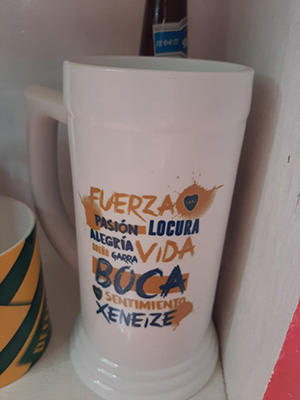 FUERZA
PASIÓN LOCURA
ALEGRÍA VIDA
GARRA
BOCA
SENTIMIENTO
XENEIZE